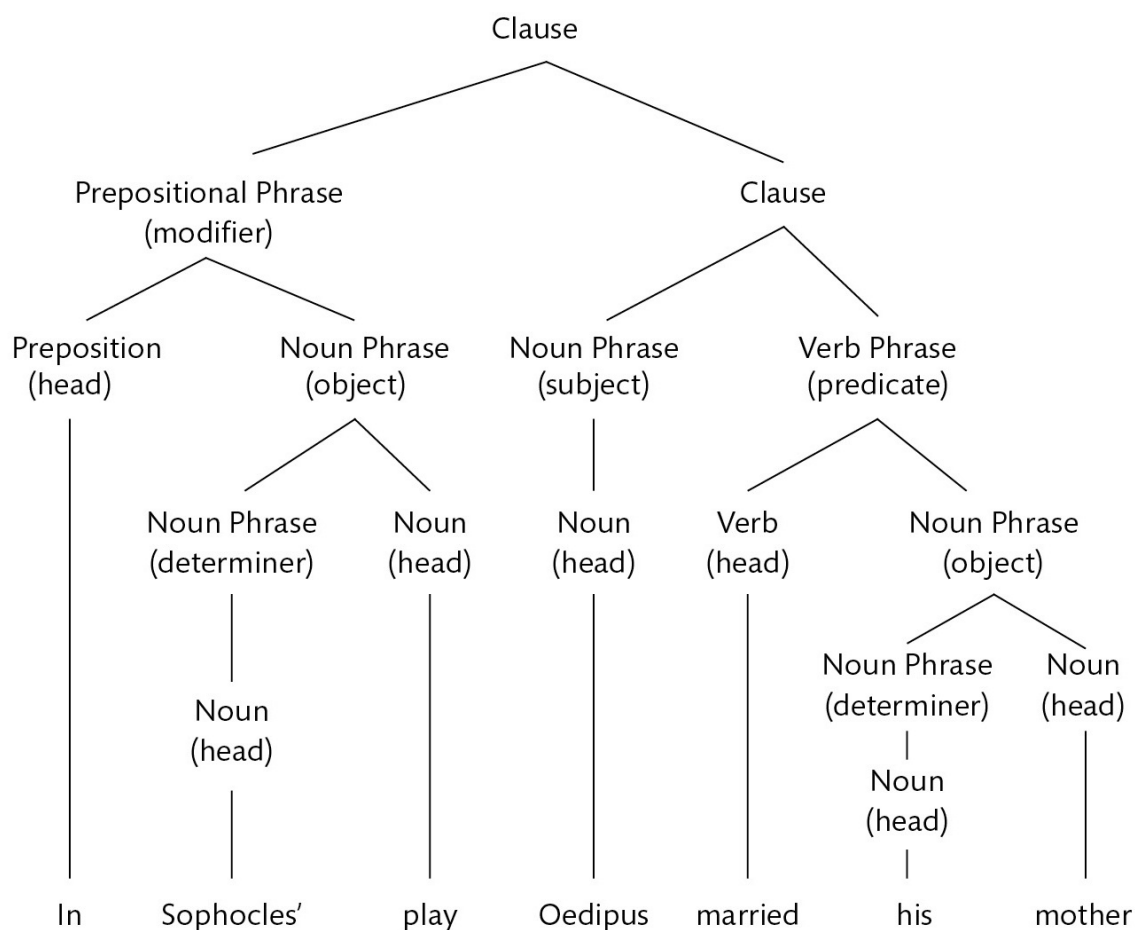 Clause
Prepositional Phrase
(modifier)
Clause
Preposition
(head)
Noun Phrase
(object)
Noun Phrase
(subject)
Verb Phrase
(predicate)
Noun Phrase
(determiner)
Noun
(head)
Noun
(head)
Verb
(head)
Noun Phrase
(object)
Noun
(head)
Noun Phrase
(determiner)
Noun
(head)
Noun
(head)
In Sophocles’ play Oedipus married his mother